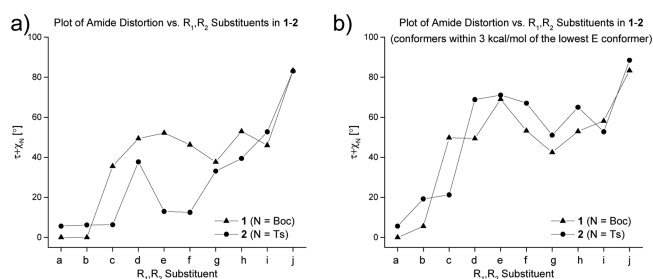 a)
Plot of Amide Distortion vs. R₁,R₂ Substituents in 1-2
τ+χN [°]
100
80
60
40
20
0
1 (N = Boc)
2 (N = Ts)
a b c d e f g h i j
R₁,R₂ Substituent
b)
Plot of Amide Distortion vs. R₁,R₂ Substituents in 1-2
(conformers within 3 kcal/mol of the lowest E conformer)
τ+χN [°]
100
80
60
40
20
0
1 (N = Boc)
2 (N = Ts)
a b c d e f g h i j
R₁,R₂ Substituent